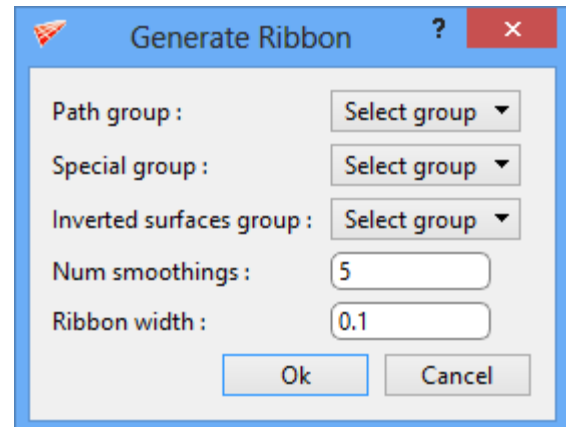 Generate Ribbon ? ×
Path group : Select group
Special group : Select group
Inverted surfaces group : Select group
Num smoothings : 5
Ribbon width : 0.1
Ok Cancel